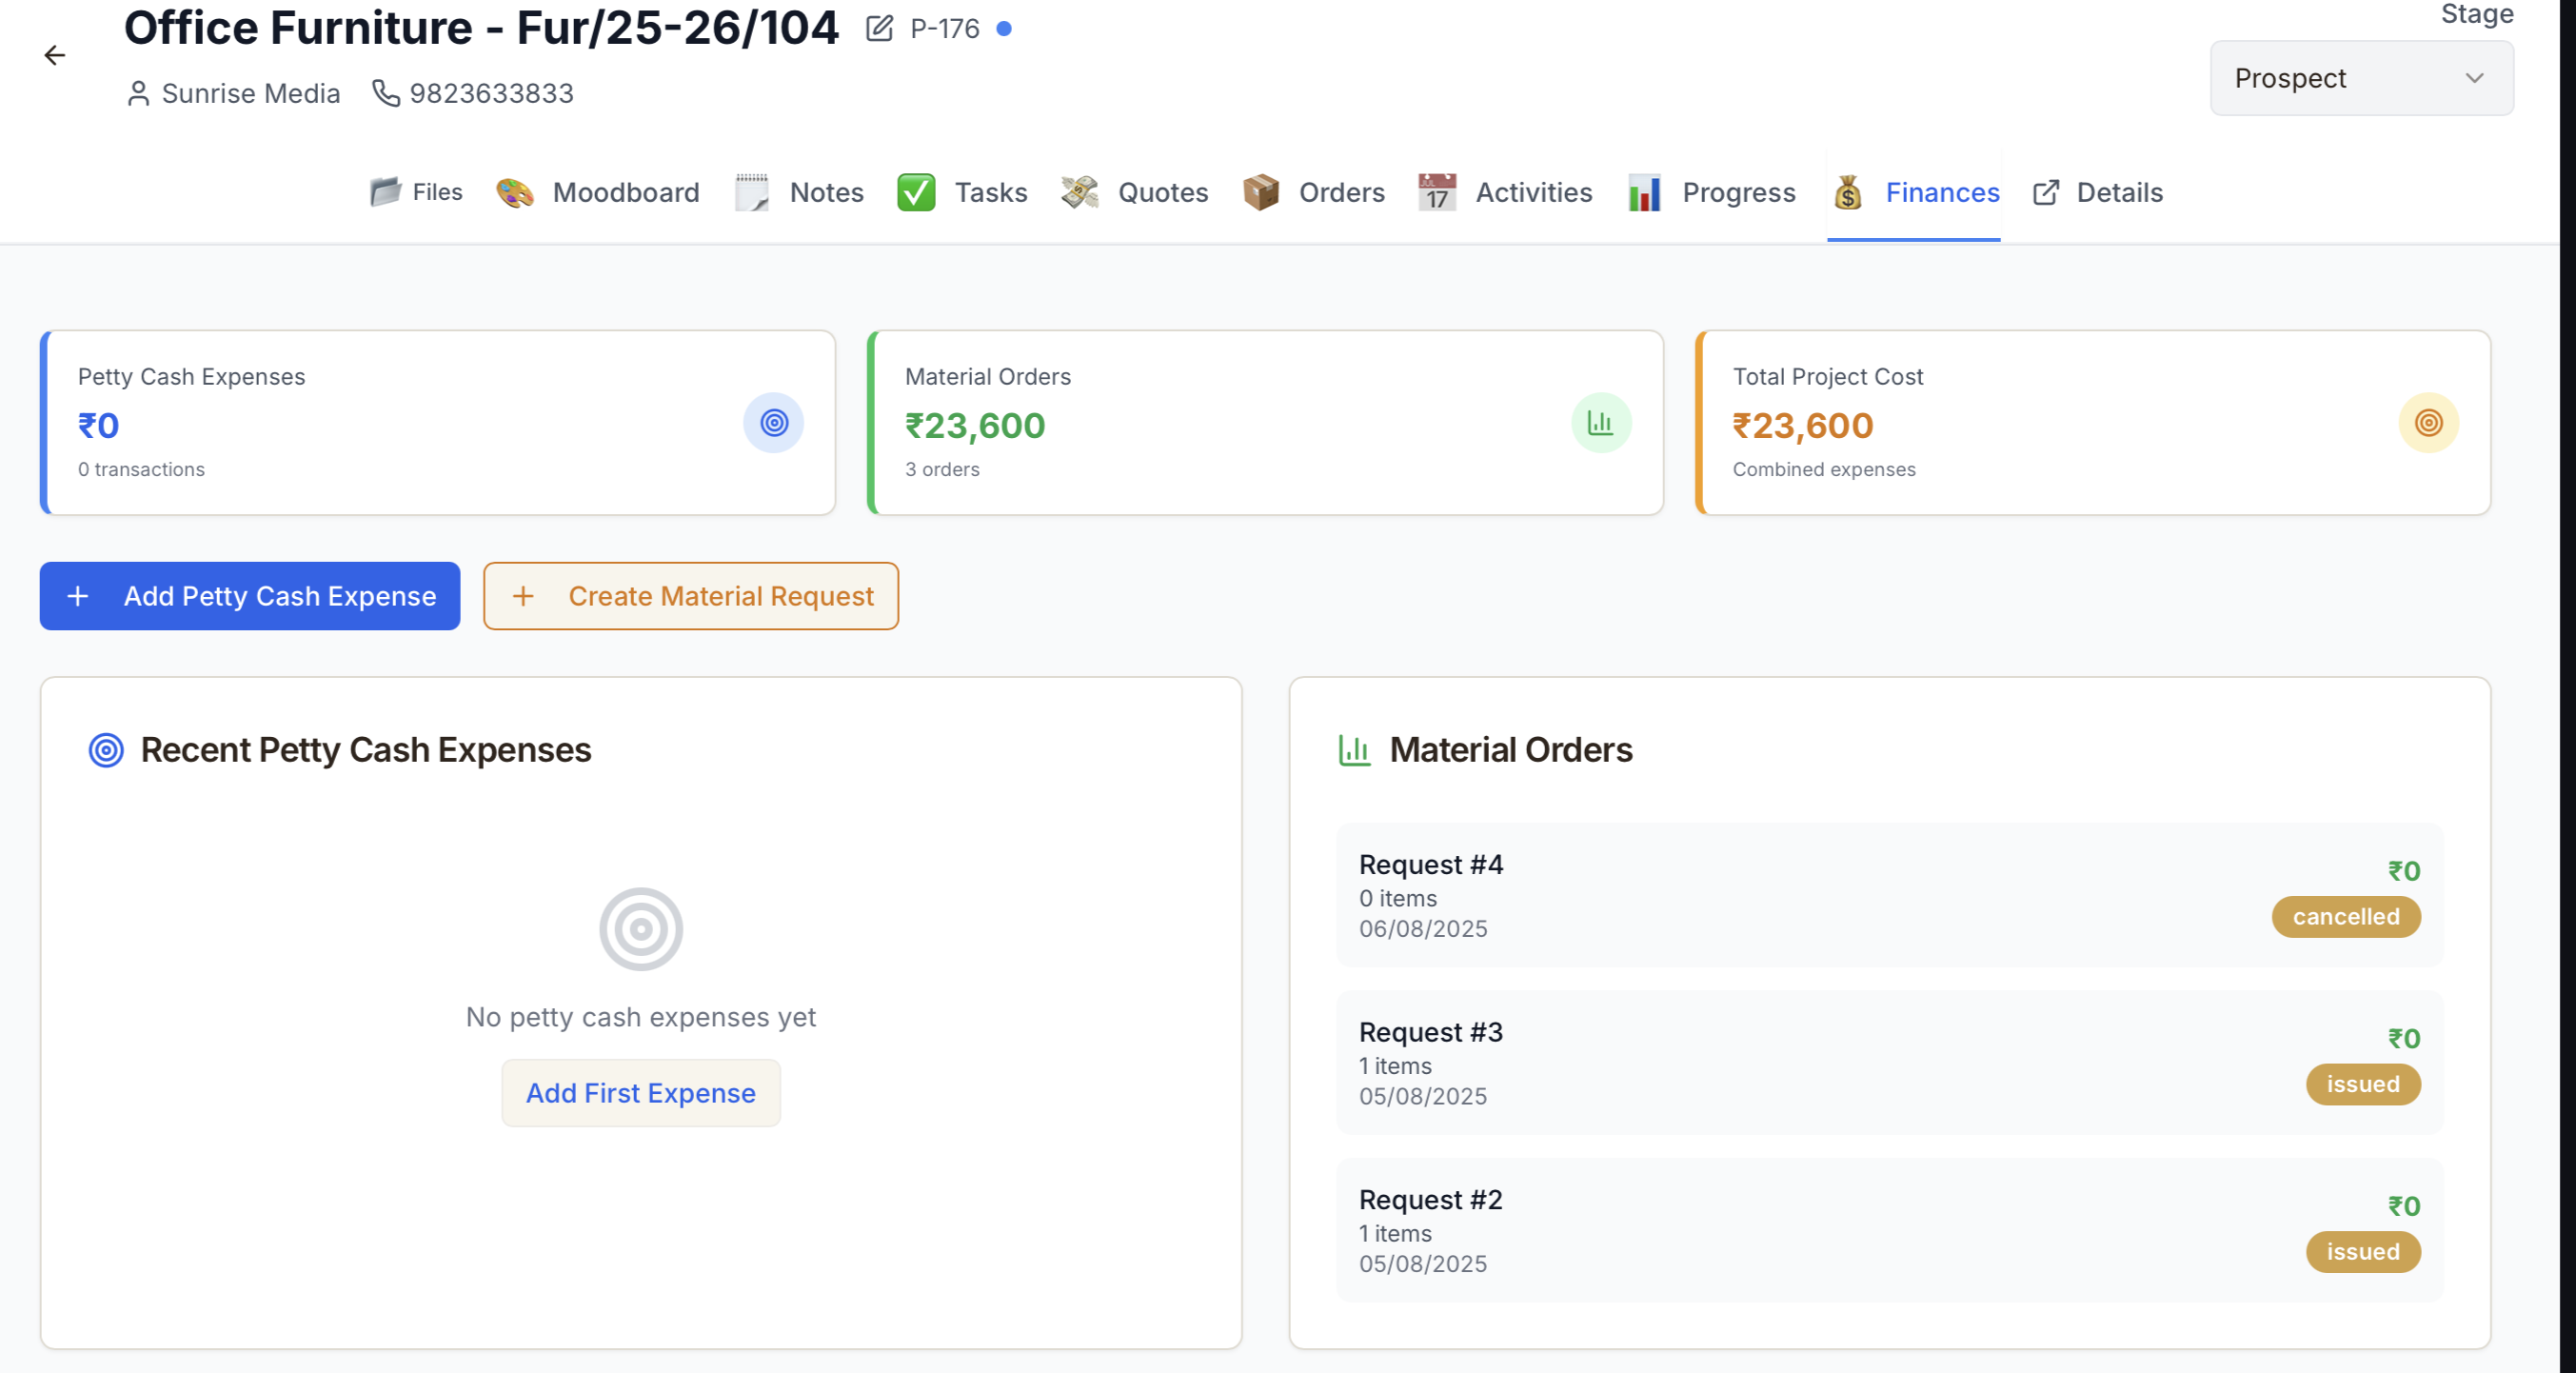 Office Furniture - Fur/25-26/104 P-176
Stage
Sunrise Media 9823633833
Prospect
Files Moodboard Notes Tasks Quotes Orders JUL 17 Activities Progress Finances Details
Petty Cash Expenses
₹0
0 transactions
Material Orders
₹23,600
3 orders
Total Project Cost
₹23,600
Combined expenses
+ Add Petty Cash Expense
+ Create Material Request
Recent Petty Cash Expenses
No petty cash expenses yet
Add First Expense
Material Orders
Request #4
0 items
06/08/2025
₹0
cancelled
Request #3
1 items
05/08/2025
₹0
issued
Request #2
1 items
05/08/2025
₹0
issued